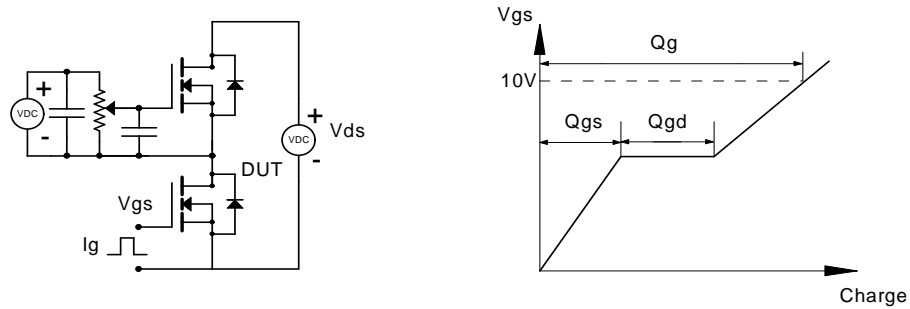 +
VDC
-
+
VDC
-
Vds
DUT
Vgs
Ig
Vgs
Qg
10V
Qgs
Qgd
Charge